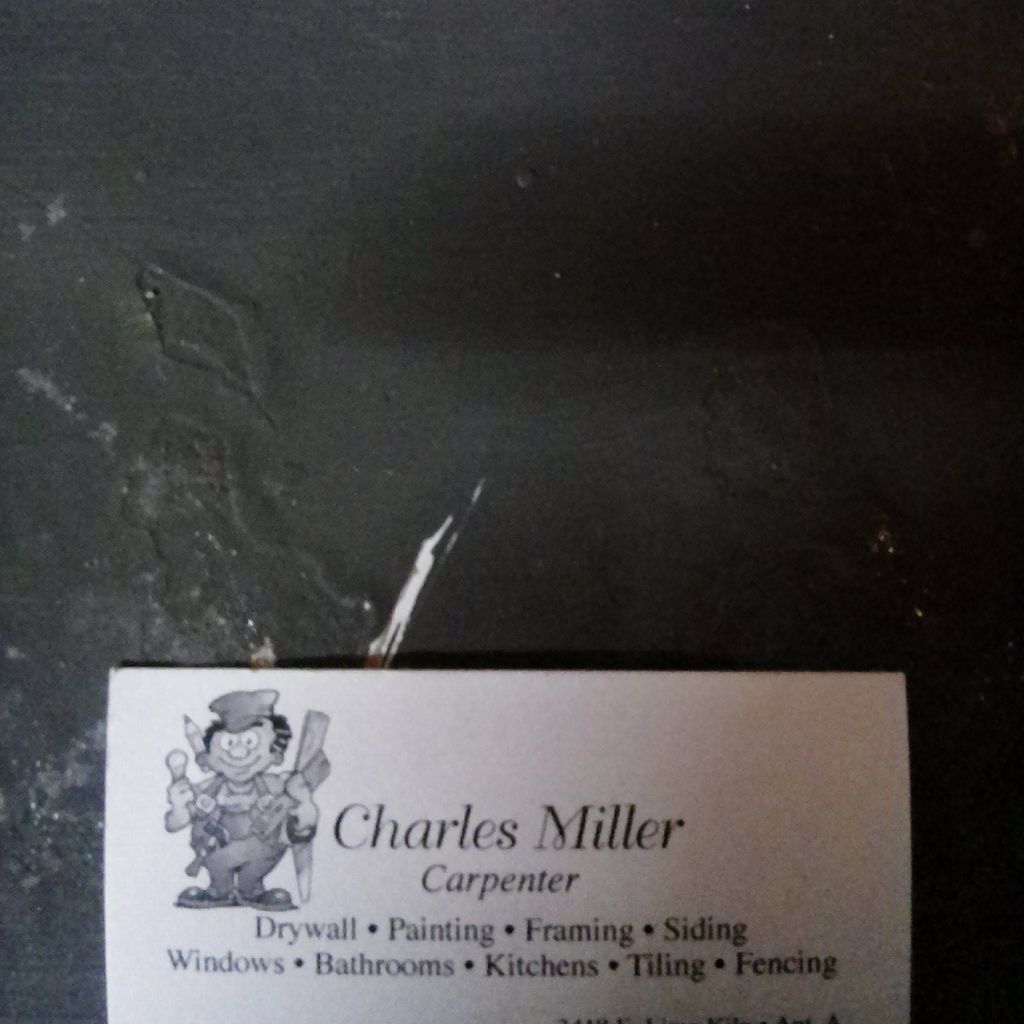 Charles Miller
Carpenter
Drywall • Painting • Framing • Siding
Windows • Bathrooms • Kitchens • Tiling • Fencing